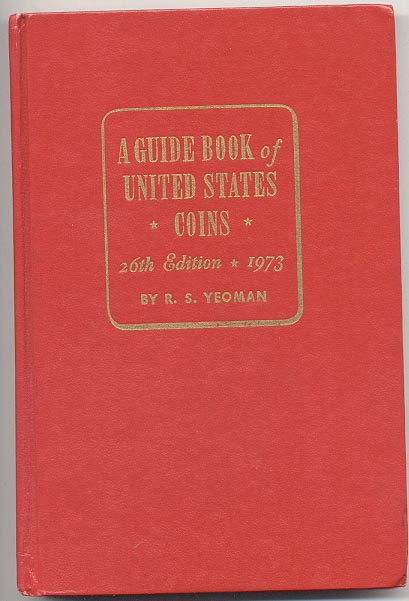 A GUIDE BOOK of
UNITED STATES
★ COINS ★
26th Edition ★ 1973
BY R. S. YEOMAN